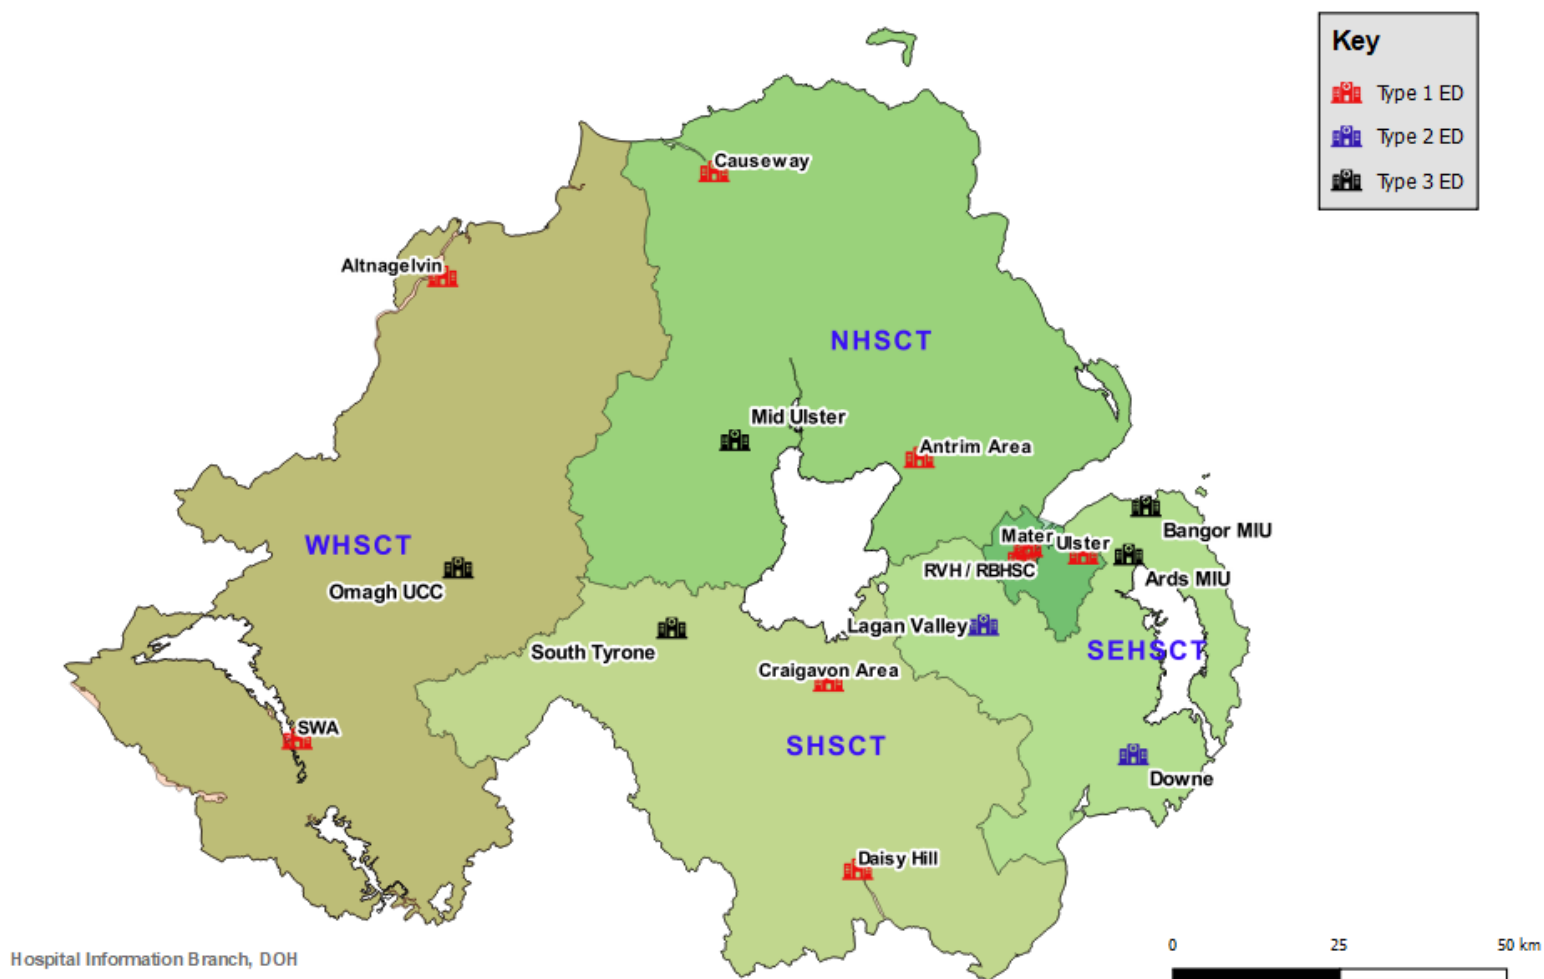 Key
Type 1 ED
Type 2 ED
Type 3 ED
Causeway
Altnagelvin
NHSCT
Mid Ulster
Antrim Area
Bangor MIU
Mater
Ulster
WHSCT
RVH / RBHSC
Ards MIU
Omagh UCC
Lagan Valley
South Tyrone
SEHSCT
Craigavon Area
SWA
SHSCT
Downe
Daisy Hill
Hospital Information Branch, DOH
0 25 50 km